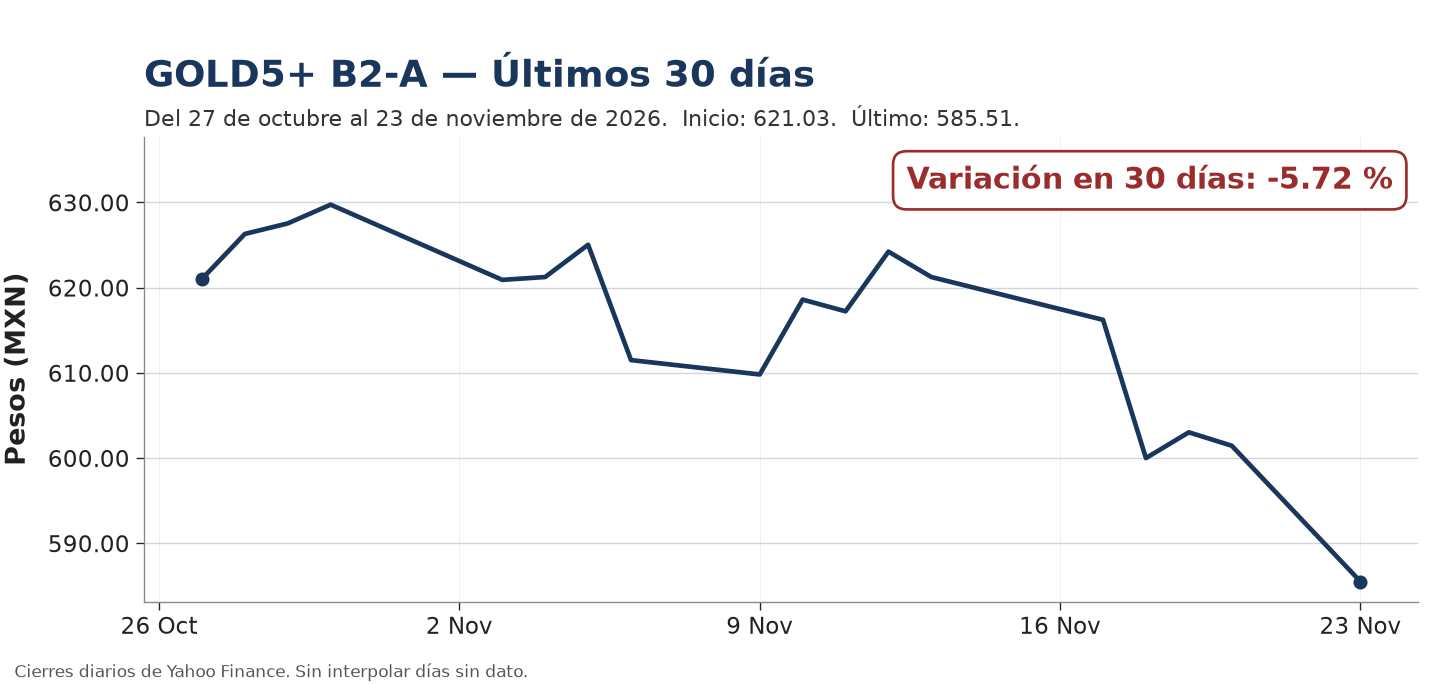 GOLD5+ B2-A — Últimos 30 días
Del 27 de octubre al 23 de noviembre de 2026.  Inicio: 621.03.  Último: 585.51.
Variación en 30 días: -5.72 %
Pesos (MXN)
630.00
620.00
610.00
600.00
590.00
26 Oct
2 Nov
9 Nov
16 Nov
23 Nov
Cierres diarios de Yahoo Finance. Sin interpolar días sin dato.